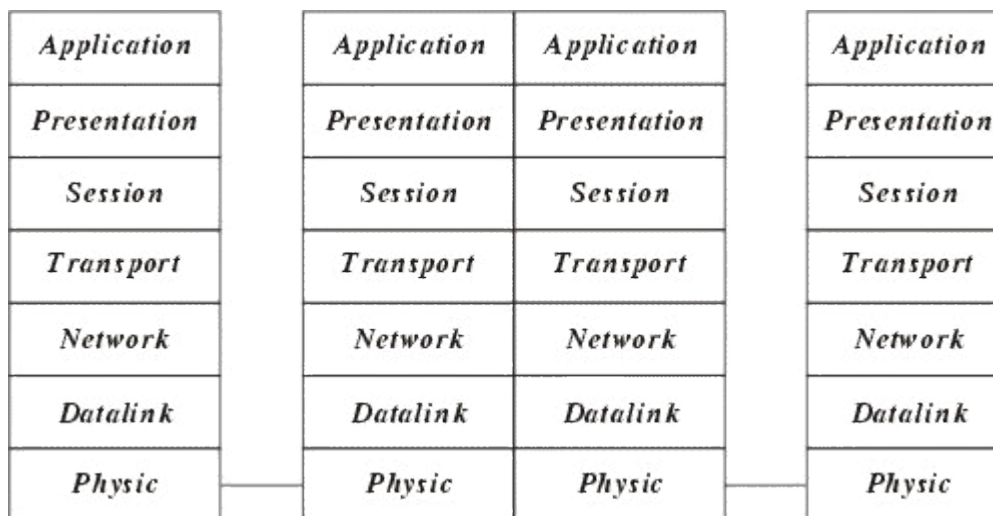 Application Application Application Application
Presentation Presentation Presentation Presentation
Session Session Session Session
Transport Transport Transport Transport
Network Network Network Network
Datalink Datalink Datalink Datalink
Physic Physic Physic Physic